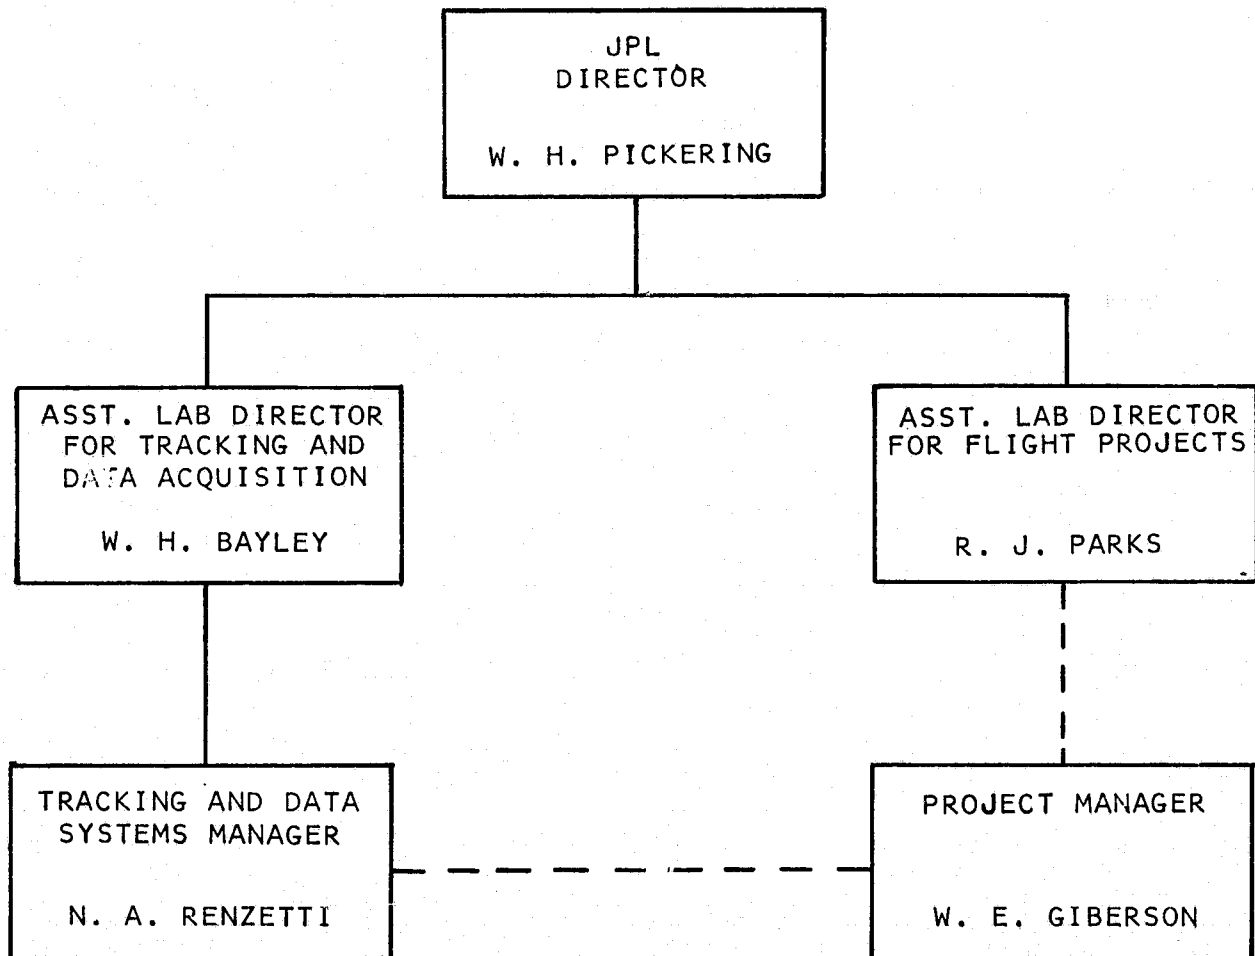 JPL
DIRECTOR
W. H. PICKERING
ASST. LAB DIRECTOR
FOR TRACKING AND
DATA ACQUISITION
W. H. BAYLEY
ASST. LAB DIRECTOR
FOR FLIGHT PROJECTS
R. J. PARKS
TRACKING AND DATA
SYSTEMS MANAGER
N. A. RENZETTI
PROJECT MANAGER
W. E. GIBERSON